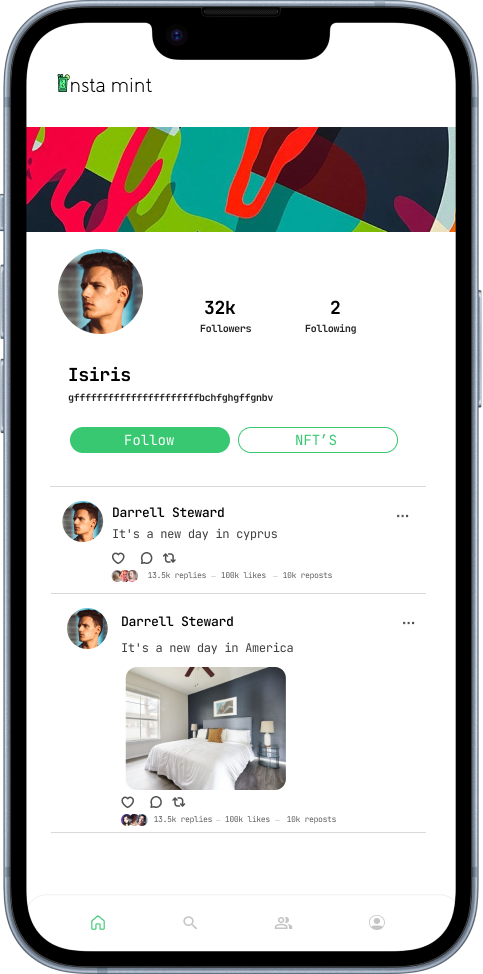 insta mint
32k
2
Followers
Following
Isiris
gffffffffffffffffffffffbchfghgffgnbv
Follow
NFT'S
Darrell Steward
...
It's a new day in cyprus
13.5k replies — 100k likes — 10k reposts
Darrell Steward
...
It's a new day in America
13.5k replies — 100k likes — 10k reposts